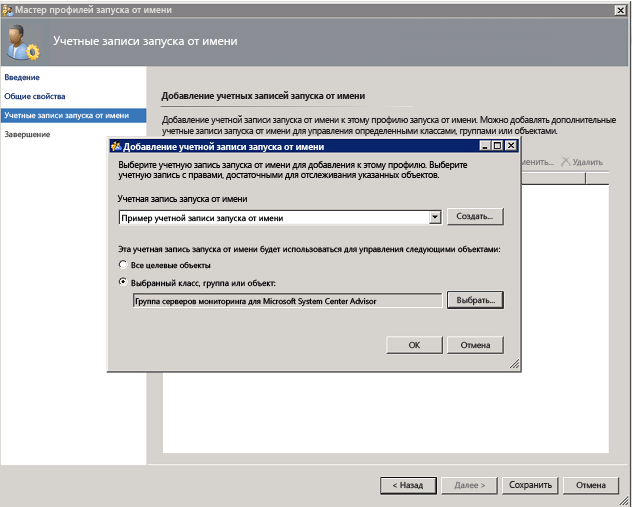 Мастер профилей запуска от имени
Учетные записи запуска от имени
Введение
Общие свойства
Учетные записи запуска от имени
Завершение
Добавление учетных записей запуска от имени
Добавление учетной записи запуска от имени к этому профилю запуска от имени. Можно добавлять дополнительные
учетные записи запуска от имени для управления определенными классами, группами или объектами.
Удалить
Добавление учетной записи запуска от имени
Выберите учетную запись запуска от имени для добавления к этому профилю. Выберите
учетную запись с правами, достаточными для отслеживания указанных объектов.
Учетная запись запуска от имени
Пример учетной записи запуска от имени
Создать...
Эта учетная запись запуска от имени будет использоваться для управления следующими объектами:
Все целевые объекты
Выбранный класс, группа или объект:
Группа серверов мониторинга для Microsoft System Center Advisor
Выбрать...
ОК
Отмена
< Назад
Далее >
Сохранить
Отмена